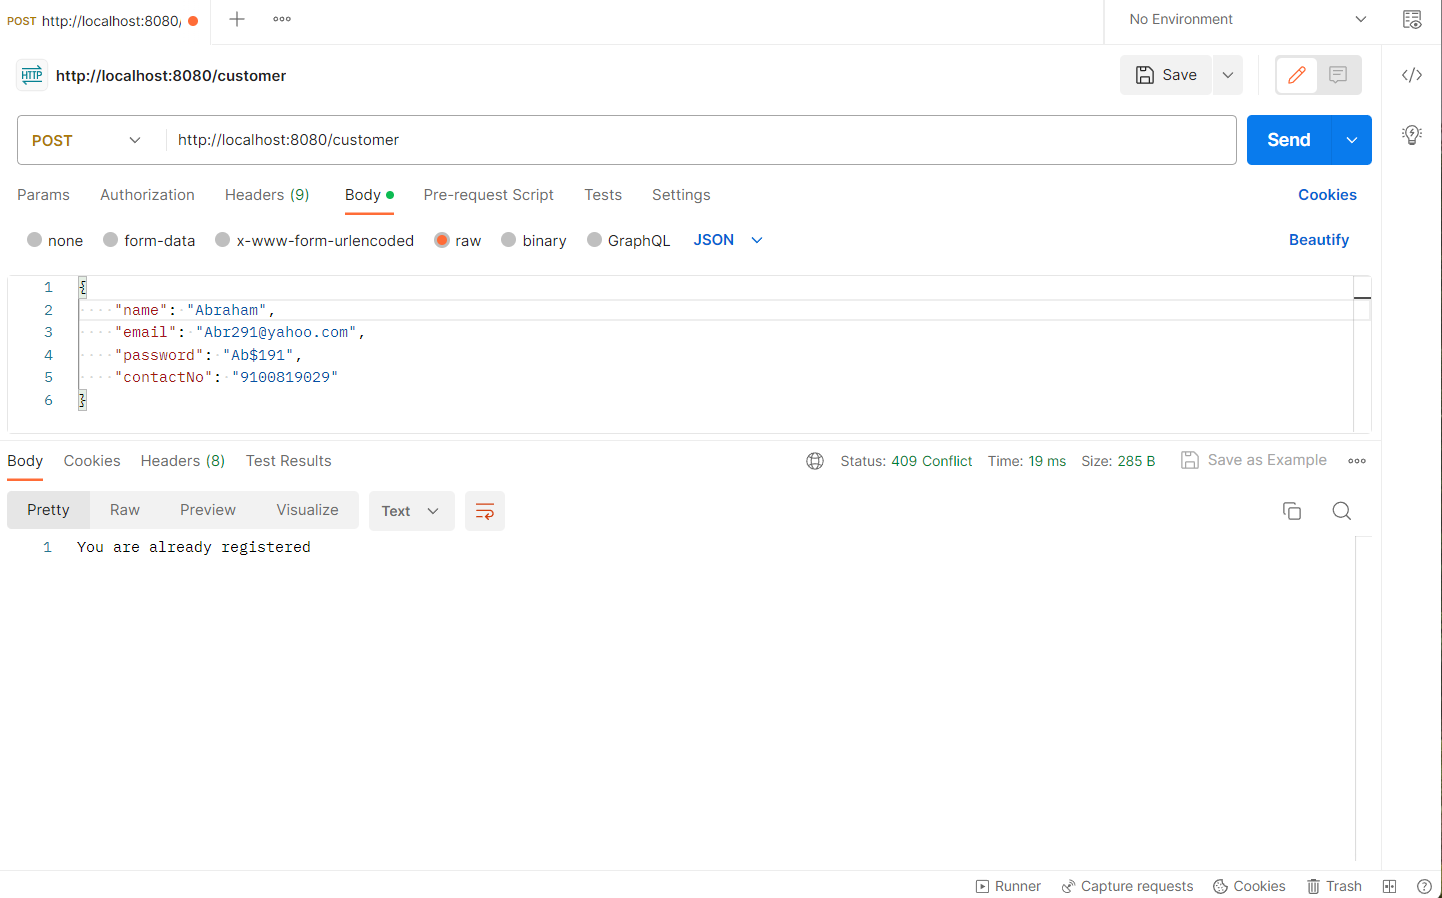 POST http://localhost:8080/
No Environment
HTTP http://localhost:8080/customer
Save
POST http://localhost:8080/customer
Send
Params Authorization Headers (9) Body Pre-request Script Tests Settings Cookies
none form-data x-www-form-urlencoded raw binary GraphQL JSON Beautify
1 {
2 "name": "Abraham",
3 "email": "Abr291@yahoo.com",
4 "password": "Ab$191",
5 "contactNo": "9100819029"
6 }
Body Cookies Headers (8) Test Results Status: 409 Conflict Time: 19 ms Size: 285 B Save as Example
Pretty Raw Preview Visualize Text
1 You are already registered
Runner Capture requests Cookies Trash